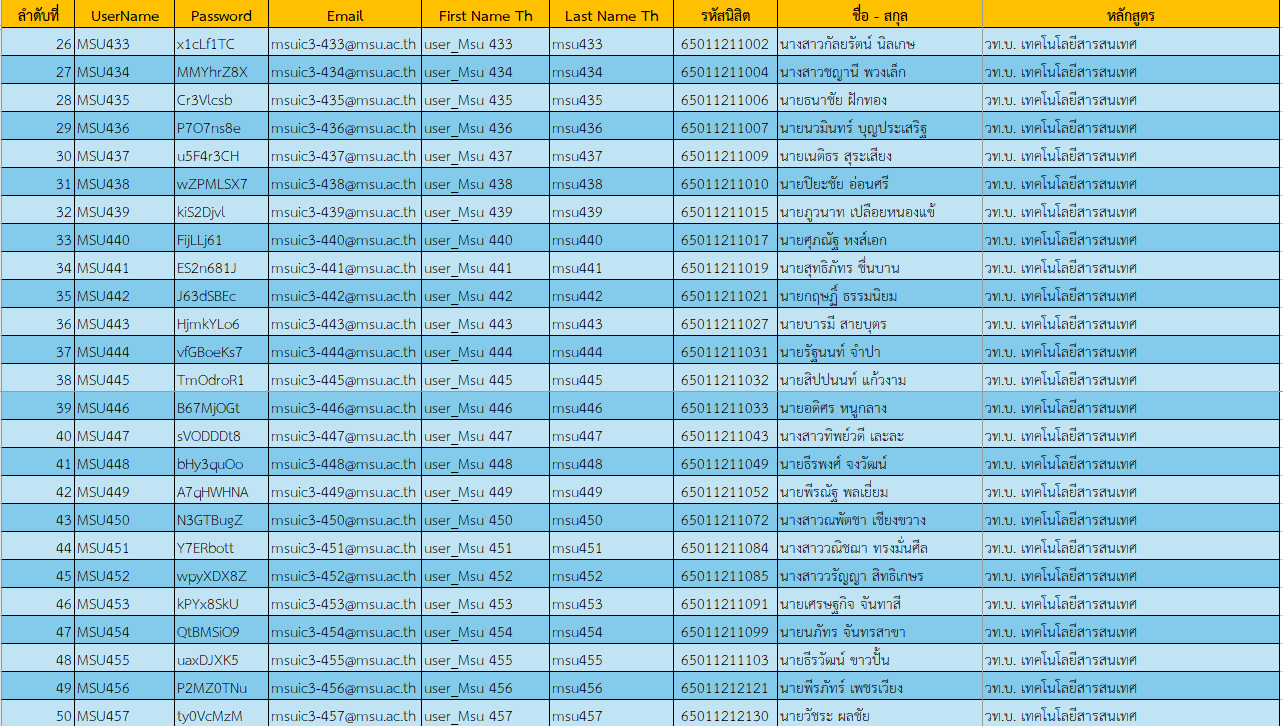 ลำดับที่ UserName Password Email First Name Th Last Name Th รหัสนิสิต ชื่อ - สกุล หลักสูตร
26 MSU433 x1cLf1TC msuic3-433@msu.ac.th user_Msu 433 msu433 65011211002 นางสาวกัลยรัตน์ นิลเกษ วท.บ. เทคโนโลยีสารสนเทศ
27 MSU434 MMYhrZ8X msuic3-434@msu.ac.th user_Msu 434 msu434 65011211004 นางสาวชญานี พวงเล็ก วท.บ. เทคโนโลยีสารสนเทศ
28 MSU435 Cr3Vlcsb msuic3-435@msu.ac.th user_Msu 435 msu435 65011211006 นายธนาชัย ฝักทอง วท.บ. เทคโนโลยีสารสนเทศ
29 MSU436 P7O7ns8e msuic3-436@msu.ac.th user_Msu 436 msu436 65011211007 นายนวมินทร์ บุญประเสริฐ วท.บ. เทคโนโลยีสารสนเทศ
30 MSU437 u5F4r3CH msuic3-437@msu.ac.th user_Msu 437 msu437 65011211009 นายเนติธร สุระเสียง วท.บ. เทคโนโลยีสารสนเทศ
31 MSU438 wZPMLSX7 msuic3-438@msu.ac.th user_Msu 438 msu438 65011211010 นายปิยะชัย อ่อนศรี วท.บ. เทคโนโลยีสารสนเทศ
32 MSU439 kiS2Djvl msuic3-439@msu.ac.th user_Msu 439 msu439 65011211015 นายภูวนาท เปลือยหนองแข้ วท.บ. เทคโนโลยีสารสนเทศ
33 MSU440 FijLLj61 msuic3-440@msu.ac.th user_Msu 440 msu440 65011211017 นายศุภณัฐ หงส์เอก วท.บ. เทคโนโลยีสารสนเทศ
34 MSU441 ES2n681J msuic3-441@msu.ac.th user_Msu 441 msu441 65011211019 นายสุทธิภัทร ชื่นบาน วท.บ. เทคโนโลยีสารสนเทศ
35 MSU442 J63dSBEc msuic3-442@msu.ac.th user_Msu 442 msu442 65011211021 นายกฤษฏิ์ ธรรมนิยม วท.บ. เทคโนโลยีสารสนเทศ
36 MSU443 HjmkYLo6 msuic3-443@msu.ac.th user_Msu 443 msu443 65011211027 นายบารมี สายบุตร วท.บ. เทคโนโลยีสารสนเทศ
37 MSU444 vfGBoeKs7 msuic3-444@msu.ac.th user_Msu 444 msu444 65011211031 นายรัฐนนท์ จำปา วท.บ. เทคโนโลยีสารสนเทศ
38 MSU445 TmOdroR1 msuic3-445@msu.ac.th user_Msu 445 msu445 65011211032 นายสิปปนนท์ แก้วงาม วท.บ. เทคโนโลยีสารสนเทศ
39 MSU446 B67MjOGt msuic3-446@msu.ac.th user_Msu 446 msu446 65011211033 นายอดิศร หนูกลาง วท.บ. เทคโนโลยีสารสนเทศ
40 MSU447 sVODDDt8 msuic3-447@msu.ac.th user_Msu 447 msu447 65011211043 นางสาวทิพย์วดี เละละ วท.บ. เทคโนโลยีสารสนเทศ
41 MSU448 bHy3quOo msuic3-448@msu.ac.th user_Msu 448 msu448 65011211049 นายธีรพงศ์ จงวัฒน์ วท.บ. เทคโนโลยีสารสนเทศ
42 MSU449 A7qHWHNA msuic3-449@msu.ac.th user_Msu 449 msu449 65011211052 นายพีรณัฐ พลเยี่ยม วท.บ. เทคโนโลยีสารสนเทศ
43 MSU450 N3GTBugZ msuic3-450@msu.ac.th user_Msu 450 msu450 65011211072 นางสาวณพัตชา เชียงขวาง วท.บ. เทคโนโลยีสารสนเทศ
44 MSU451 Y7ERbott msuic3-451@msu.ac.th user_Msu 451 msu451 65011211084 นางสาววณิชฌา ทรงมั่นศีล วท.บ. เทคโนโลยีสารสนเทศ
45 MSU452 wpyXDX8Z msuic3-452@msu.ac.th user_Msu 452 msu452 65011211085 นางสาววรัญญา สิทธิเกษร วท.บ. เทคโนโลยีสารสนเทศ
46 MSU453 kPYx8SkU msuic3-453@msu.ac.th user_Msu 453 msu453 65011211091 นายเศรษฐกิจ จันทาสี วท.บ. เทคโนโลยีสารสนเทศ
47 MSU454 QtBMSiO9 msuic3-454@msu.ac.th user_Msu 454 msu454 65011211099 นายนภัทร จันทรสาขา วท.บ. เทคโนโลยีสารสนเทศ
48 MSU455 uaxDJXK5 msuic3-455@msu.ac.th user_Msu 455 msu455 65011211103 นายธีรวัฒน์ ขาวปั้น วท.บ. เทคโนโลยีสารสนเทศ
49 MSU456 P2MZ0TNu msuic3-456@msu.ac.th user_Msu 456 msu456 65011212121 นายพีรภัทร์ เพชรเวียง วท.บ. เทคโนโลยีสารสนเทศ
50 MSU457 ty0VcMzM msuic3-457@msu.ac.th user_Msu 457 msu457 65011212130 นายวัชระ ผลชัย วท.บ. เทคโนโลยีสารสนเทศ